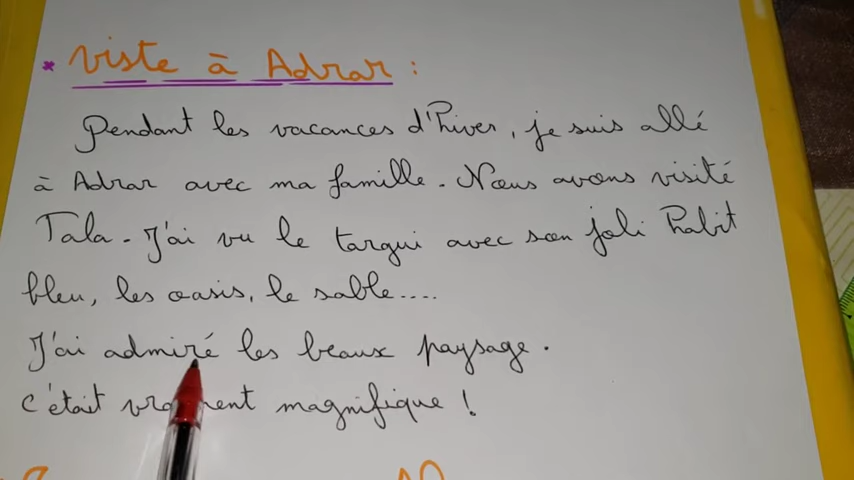 * viste à Adrar :
Pendant les vacances d'hiver, je suis allé
à Adrar avec ma famille. Nous avons visité
Tala. J'ai vu le targui avec son joli habit
bleu, les oasis, le sable....
J'ai admiré les beaux paysage.
c'était magnifique !